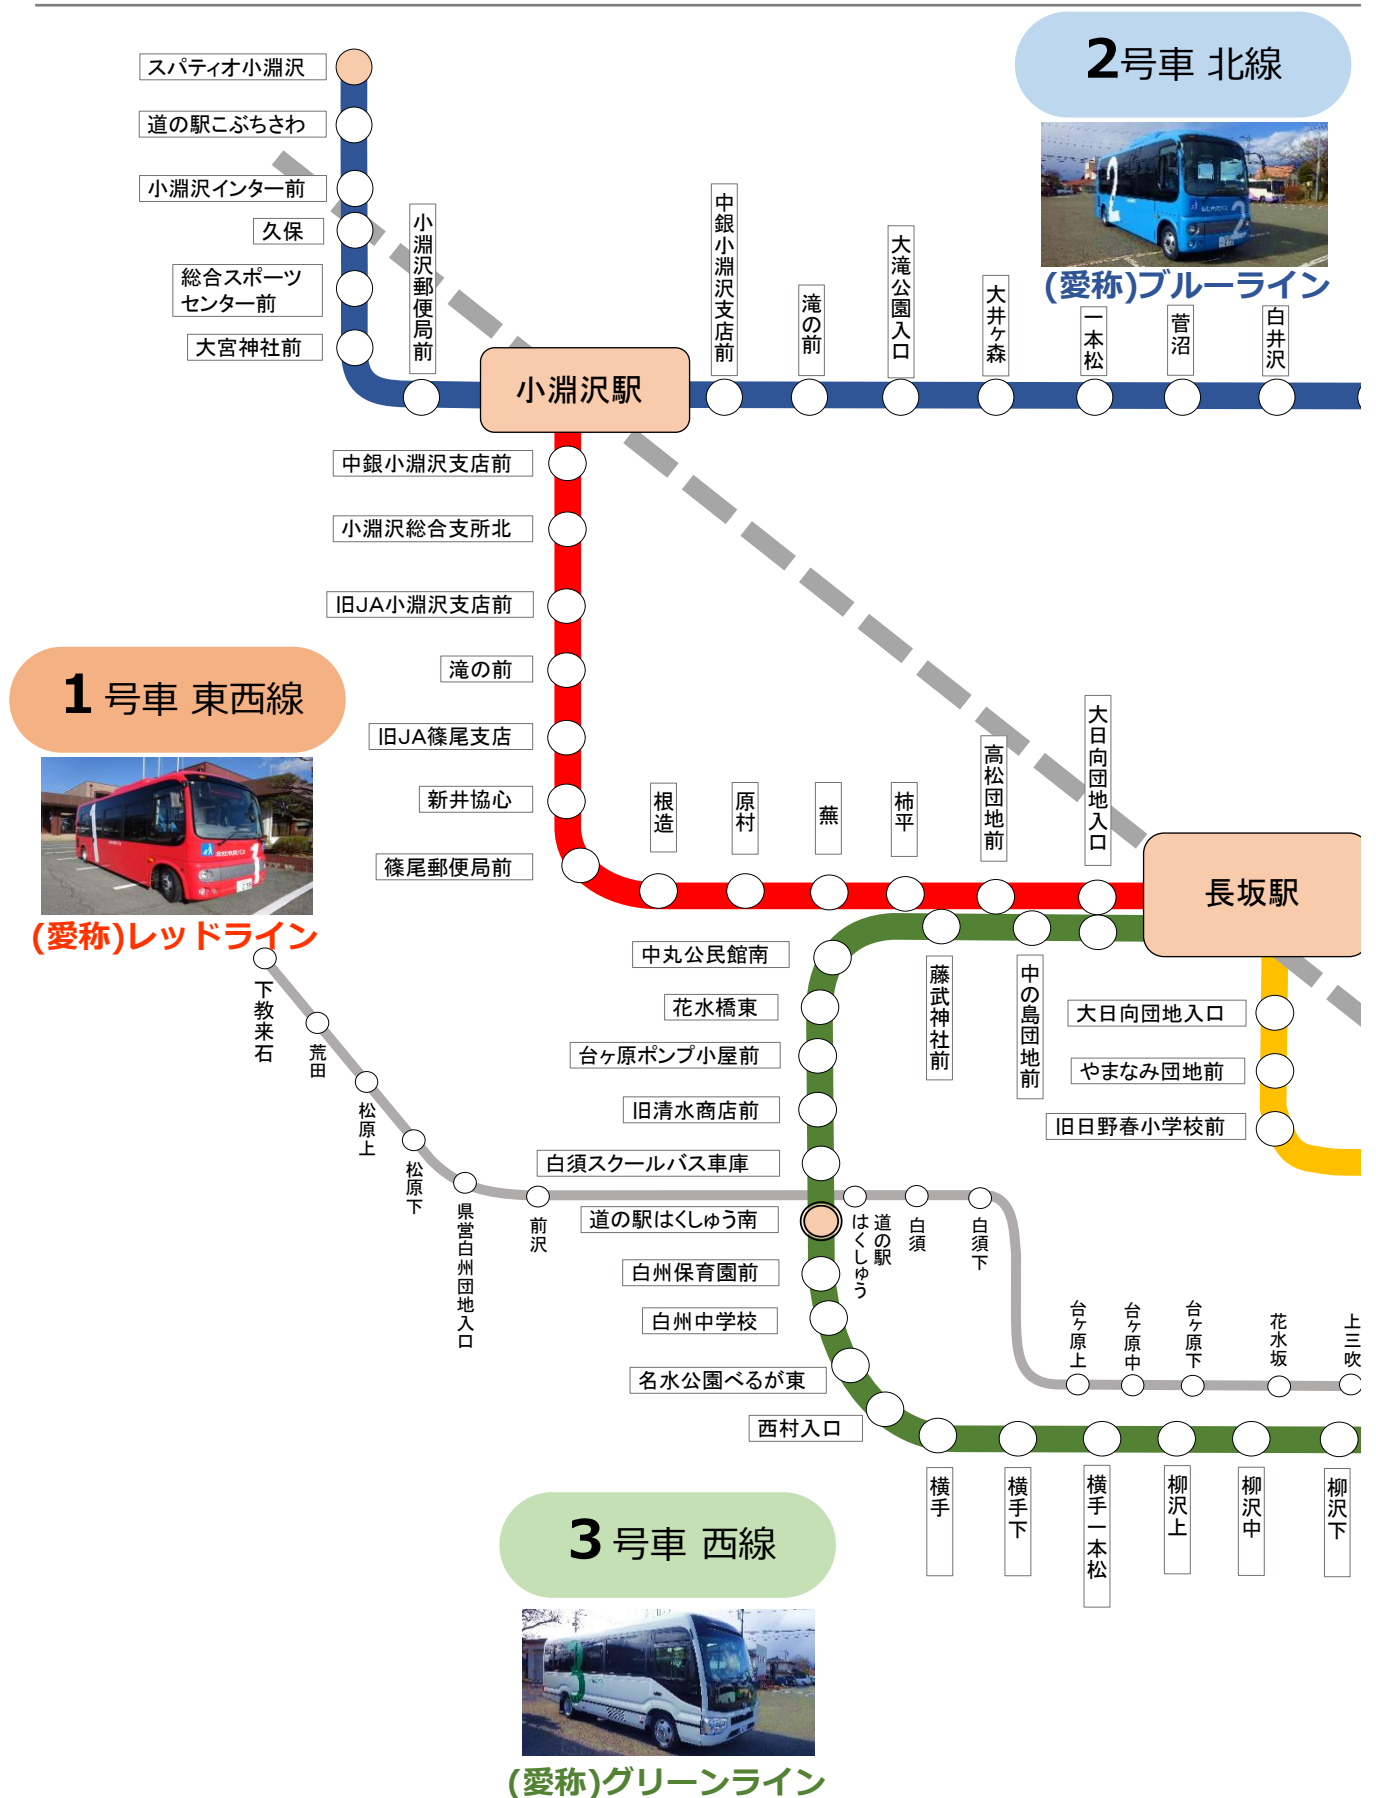 2号車 北線
(愛称)ブルーライン
スパティオ小淵沢
道の駅こぶちさわ
小淵沢インター前
久保
総合スポーツ
センター前
大宮神社前
小淵沢郵便局前
小淵沢駅
中銀小淵沢支店前
滝の前
大滝公園入口
大井ヶ森
一本松
菅沼
白井沢
中銀小淵沢支店前
小淵沢総合支所北
旧JA小淵沢支店前
滝の前
旧JA篠尾支店
新井協心
篠尾郵便局前
1号車 東西線
(愛称)レッドライン
根造
原村
蕪
柿平
高松団地前
大日向団地入口
長坂駅
中丸公民館南
花水橋東
台ヶ原ポンプ小屋前
旧清水商店前
白須スクールバス車庫
道の駅はくしゅう南
白州保育園前
白州中学校
名水公園べるが東
西村入口
藤武神社前
中の島団地前
大日向団地入口
やまなみ団地前
旧日野春小学校前
下教来石
荒田
松原上
松原下
県営白州団地入口
前沢
道の駅
はくしゅう
白須
白須下
台ヶ原上
台ヶ原中
台ヶ原下
花水坂
上三吹
横手
横手下
横手一本松
柳沢上
柳沢中
柳沢下
3号車 西線
(愛称)グリーンライン